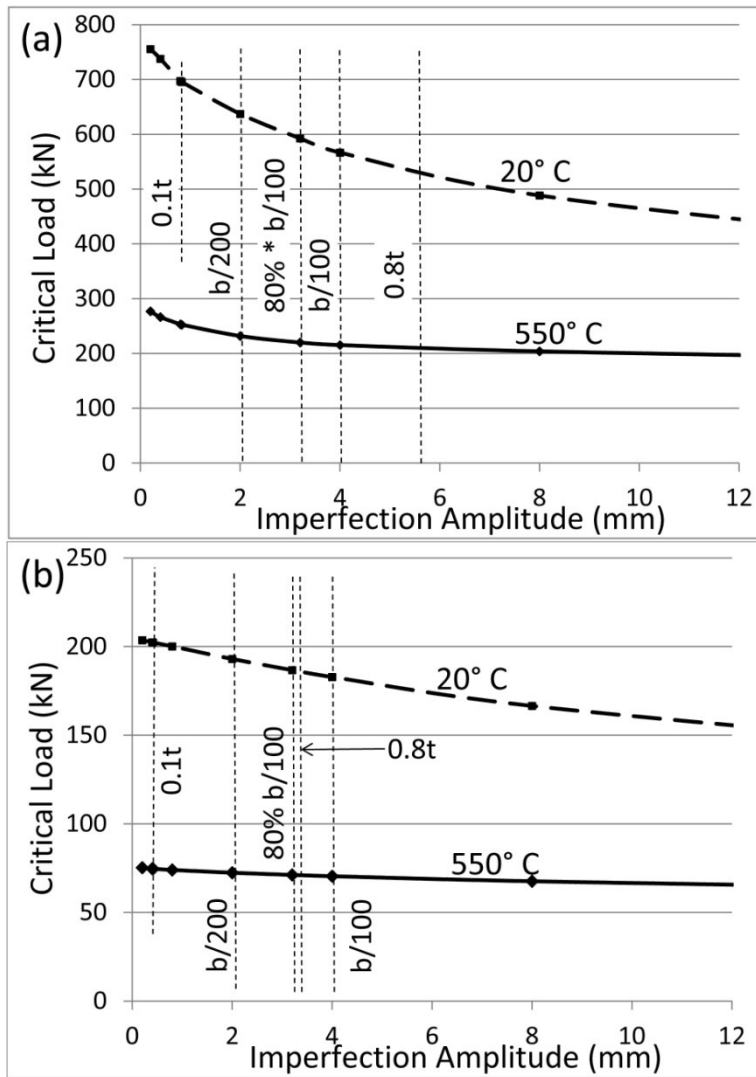 (a)
800
700
600
500
400
300
200
100
0
Critical Load (kN)
0.1t
b/200
80% * b/100
b/100
0.8t
20° C
550° C
0 2 4 6 8 10 12
Imperfection Amplitude (mm)
(b)
250
200
150
100
50
0
Critical Load (kN)
0.1t
b/200
80% b/100
0.8t
b/100
20° C
550° C
0 2 4 6 8 10 12
Imperfection Amplitude (mm)